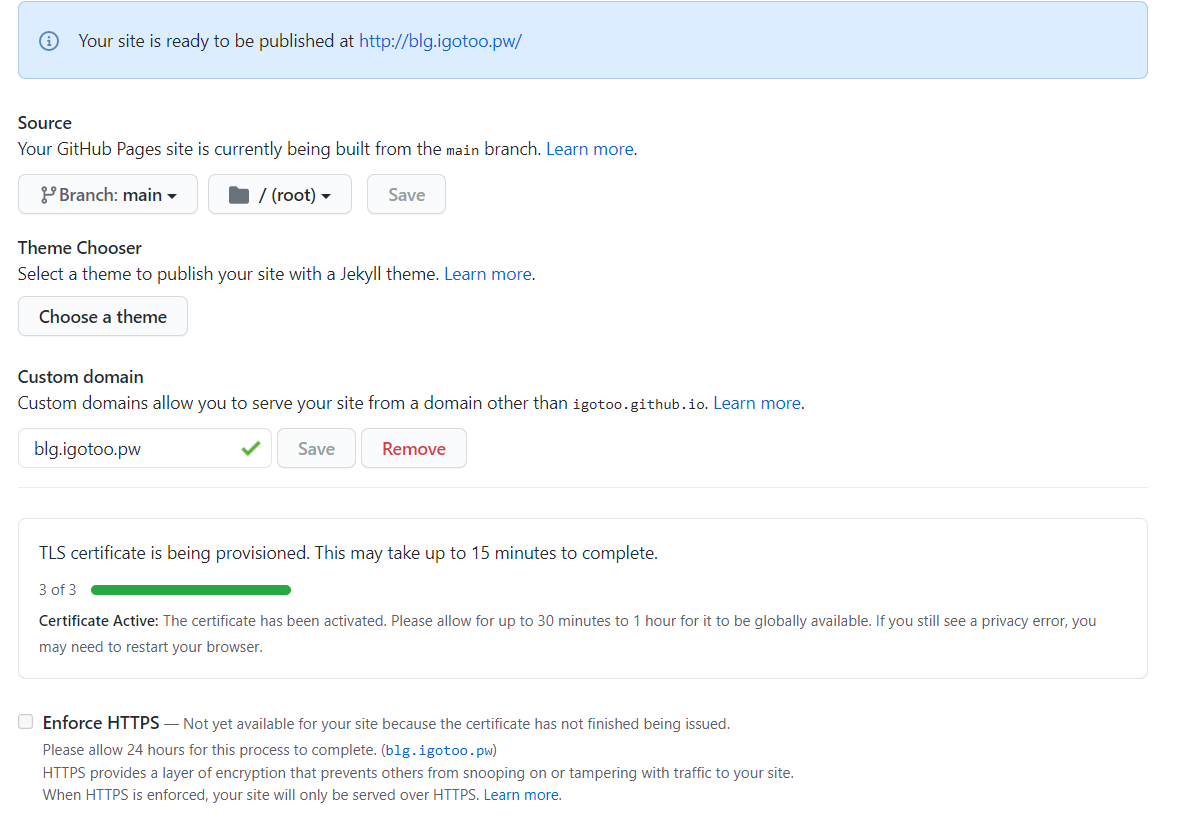 Your site is ready to be published at http://blg.igotoo.pw/
Source
Your GitHub Pages site is currently being built from the main branch. Learn more.
Branch: main
/ (root)
Save
Theme Chooser
Select a theme to publish your site with a Jekyll theme. Learn more.
Choose a theme
Custom domain
Custom domains allow you to serve your site from a domain other than igotoo.github.io. Learn more.
blg.igotoo.pw
Save
Remove
TLS certificate is being provisioned. This may take up to 15 minutes to complete.
3 of 3
Certificate Active: The certificate has been activated. Please allow for up to 30 minutes to 1 hour for it to be globally available. If you still see a privacy error, you
may need to restart your browser.
Enforce HTTPS — Not yet available for your site because the certificate has not finished being issued.
Please allow 24 hours for this process to complete. (blg.igotoo.pw)
HTTPS provides a layer of encryption that prevents others from snooping on or tampering with traffic to your site.
When HTTPS is enforced, your site will only be served over HTTPS. Learn more.